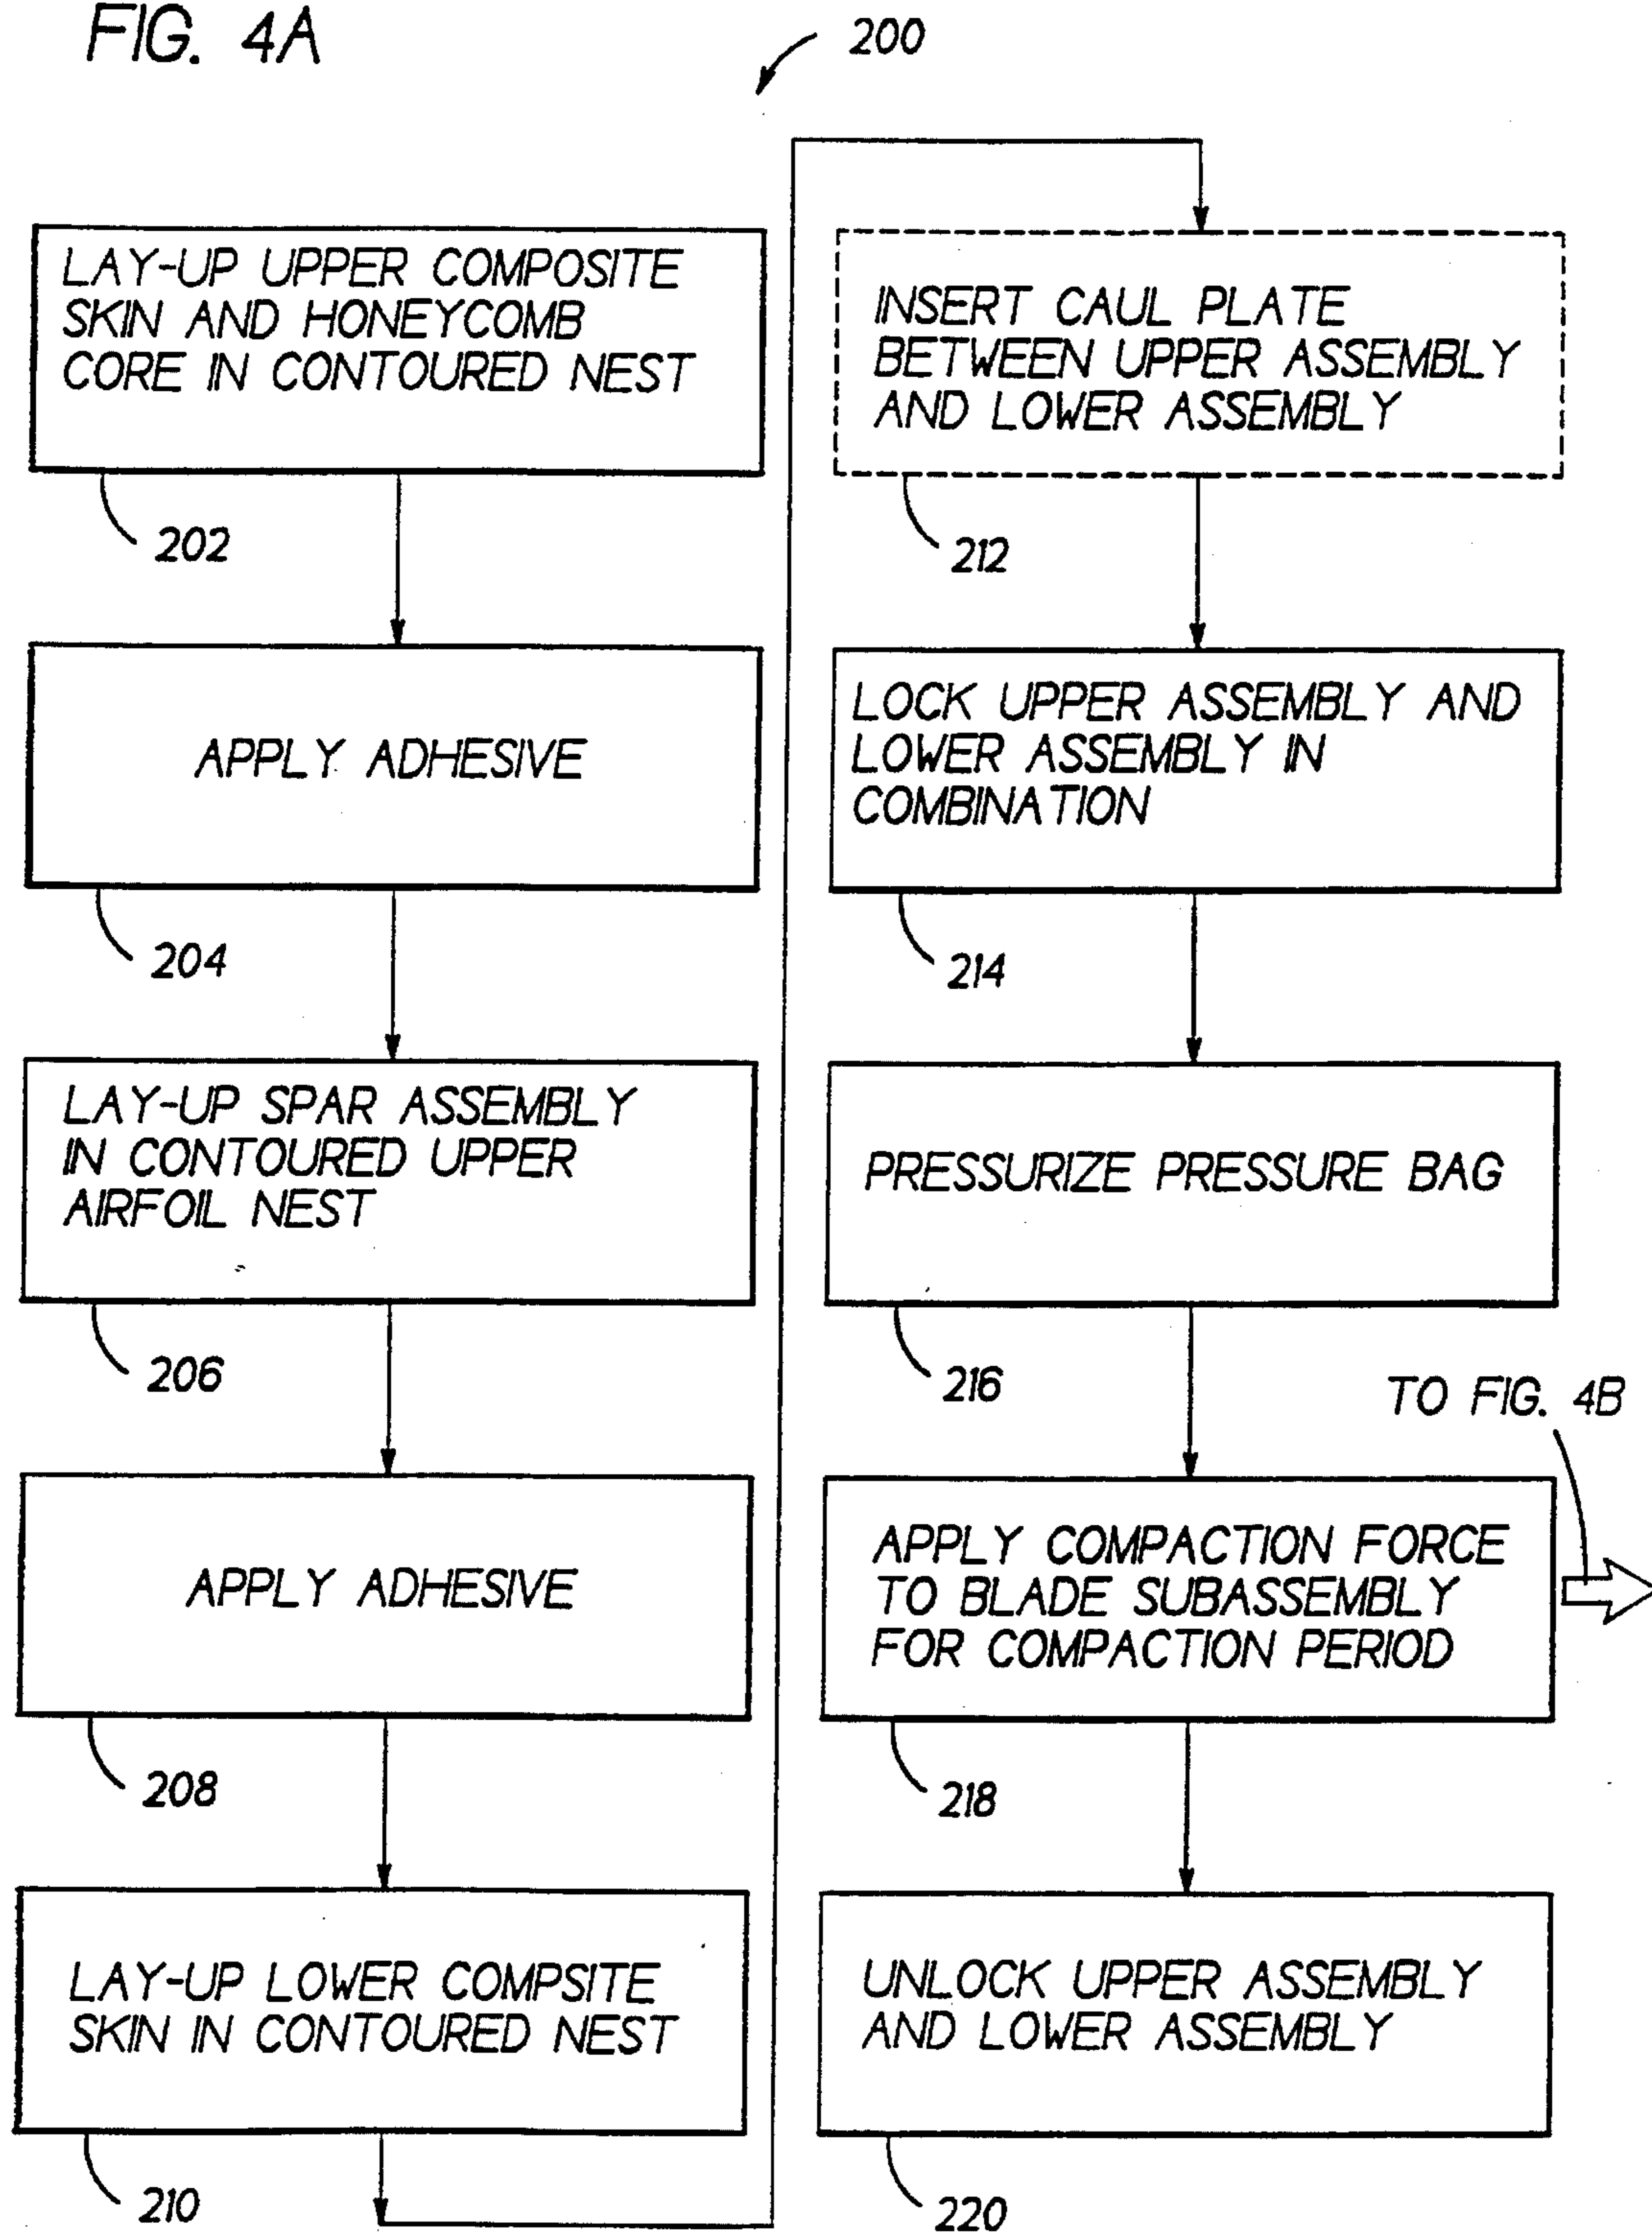 FIG. 4A
200
LAY-UP UPPER COMPOSITE
SKIN AND HONEYCOMB
CORE IN CONTOURED NEST
202
APPLY ADHESIVE
204
LAY-UP SPAR ASSEMBLY
IN CONTOURED UPPER
AIRFOIL NEST
206
APPLY ADHESIVE
208
LAY-UP LOWER COMPSITE
SKIN IN CONTOURED NEST
210
INSERT CAUL PLATE
BETWEEN UPPER ASSEMBLY
AND LOWER ASSEMBLY
212
LOCK UPPER ASSEMBLY AND
LOWER ASSEMBLY IN
COMBINATION
214
PRESSURIZE PRESSURE BAG
216
TO FIG. 4B
APPLY COMPACTION FORCE
TO BLADE SUBASSEMBLY
FOR COMPACTION PERIOD
218
UNLOCK UPPER ASSEMBLY
AND LOWER ASSEMBLY
220